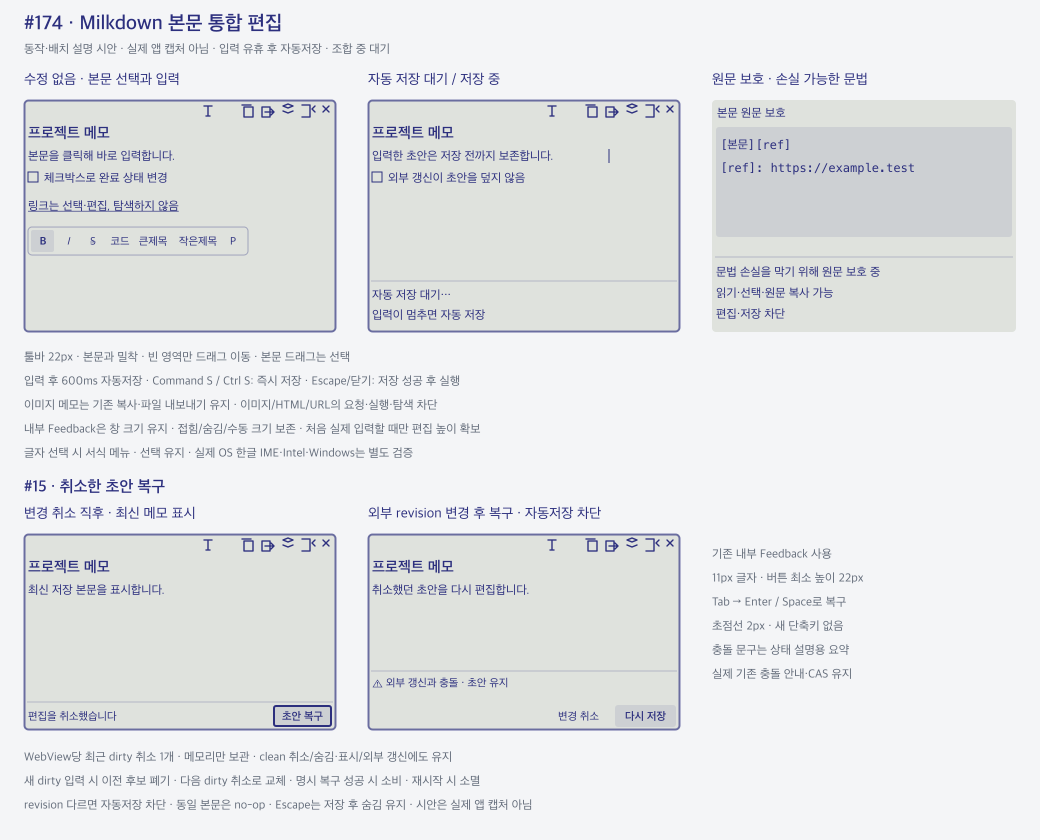 #174 · Milkdown 본문 통합 편집
동작·배치 설명 시안 · 실제 앱 캡처 아님 · 입력 유휴 후 자동저장 · 조합 중 대기
수정 없음 · 본문 선택과 입력
프로젝트 메모
본문을 클릭해 바로 입력합니다.
체크박스로 완료 상태 변경
링크는 선택·편집, 탐색하지 않음
B I S 코드 큰제목 작은제목 P
자동 저장 대기 / 저장 중
프로젝트 메모
입력한 초안은 저장 전까지 보존합니다.
외부 갱신이 초안을 덮지 않음
자동 저장 대기…
입력이 멈추면 자동 저장
원문 보호 · 손실 가능한 문법
본문 원문 보호
[본문][ref]
[ref]: https://example.test
문법 손실을 막기 위해 원문 보호 중
읽기·선택·원문 복사 가능
편집·저장 차단
툴바 22px · 본문과 밀착 · 빈 영역만 드래그 이동 · 본문 드래그는 선택
입력 후 600ms 자동저장 · Command S / Ctrl S: 즉시 저장 · Escape/닫기: 저장 성공 후 실행
이미지 메모는 기존 복사·파일 내보내기 유지 · 이미지/HTML/URL의 요청·실행·탐색 차단
내부 Feedback은 창 크기 유지 · 접힘/숨김/수동 크기 보존 · 처음 실제 입력할 때만 편집 높이 확보
글자 선택 시 서식 메뉴 · 선택 유지 · 실제 OS 한글 IME·Intel·Windows는 별도 검증
#15 · 취소한 초안 복구
변경 취소 직후 · 최신 메모 표시
프로젝트 메모
최신 저장 본문을 표시합니다.
편집을 취소했습니다
초안 복구
외부 revision 변경 후 복구 · 자동저장 차단
프로젝트 메모
취소했던 초안을 다시 편집합니다.
⚠ 외부 갱신과 충돌 · 초안 유지
변경 취소
다시 저장
기존 내부 Feedback 사용
11px 글자 · 버튼 최소 높이 22px
Tab → Enter / Space로 복구
초점선 2px · 새 단축키 없음
충돌 문구는 상태 설명용 요약
실제 기존 충돌 안내·CAS 유지
WebView당 최근 dirty 취소 1개 · 메모리만 보관 · clean 취소/숨김·표시/외부 갱신에도 유지
새 dirty 입력 시 이전 후보 폐기 · 다음 dirty 취소로 교체 · 명시 복구 성공 시 소비 · 재시작 시 소멸
revision 다르면 자동저장 차단 · 동일 본문은 no-op · Escape는 저장 후 숨김 유지 · 시안은 실제 앱 캡처 아님